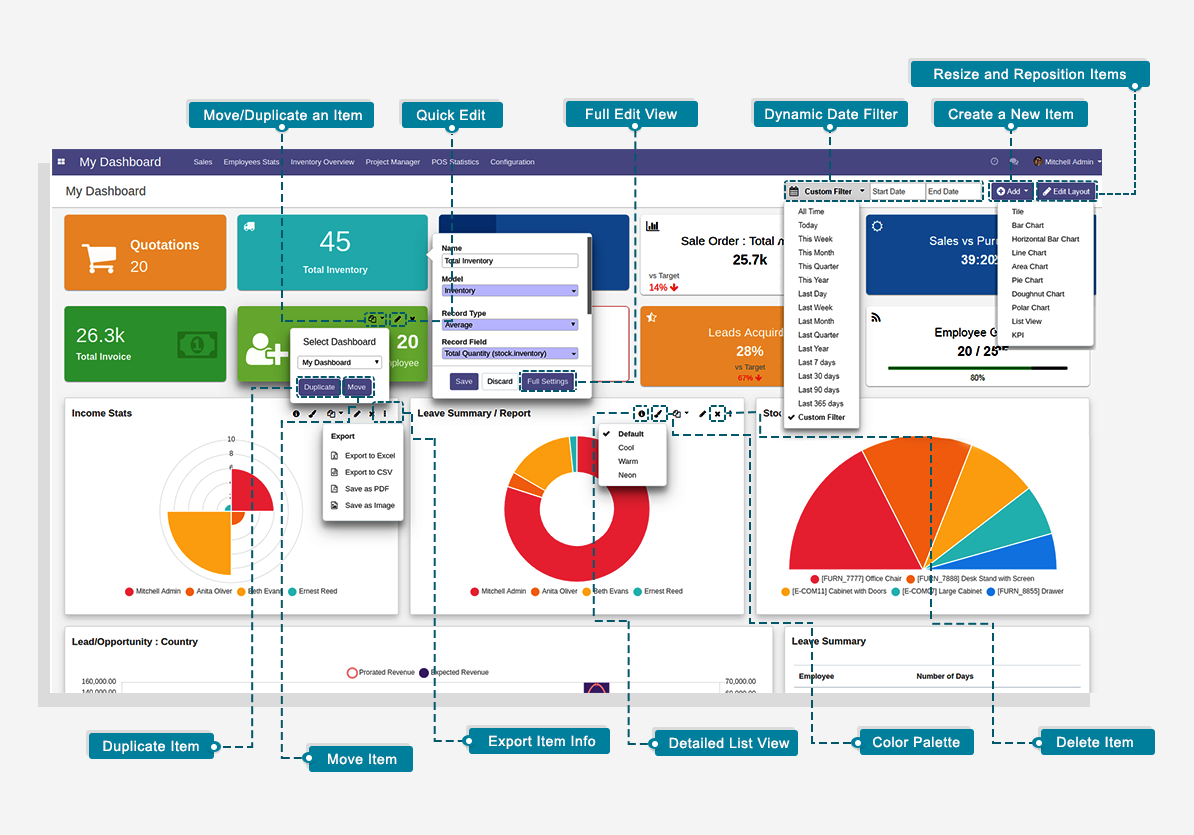 Resize and Reposition Items
Move/Duplicate an Item
Quick Edit
Full Edit View
Dynamic Date Filter
Create a New Item
My Dashboard
Sales
Employees Stats
Inventory Overview
Project Manager
POS Statistics
Configuration
Mitchell Admin
My Dashboard
Custom Filter
Start Date
End Date
Add
Edit Layout
Quotations
20
45
Total Inventory
Name
Total Inventory
Model
Inventory
Record Type
Average
Record Field
Total Quantity (stock.inventory)
Save
Discard
Full Settings
Sale Order : Total
25.7k
vs Target
14%
All Time
Today
This Week
This Month
This Quarter
This Year
Last Day
Last Week
Last Month
Last Quarter
Last Year
Last 7 days
Last 30 days
Last 90 days
Last 365 days
Custom Filter
Sales vs Pur
39:20
Tile
Bar Chart
Horizontal Bar Chart
Line Chart
Area Chart
Pie Chart
Doughnut Chart
Polar Chart
List View
KPI
26.3k
Total Invoice
20
ployee
Select Dashboard
My Dashboard
Duplicate
Move
Leads Acquired
28%
vs Target
67%
Employee G
20 / 25
80%
Income Stats
10
8
6
4
2
Export
Export to Excel
Export to CSV
Save as PDF
Save as Image
Mitchell Admin
Anita Oliver
Beth Evans
Ernest Reed
Leave Summary / Report
Default
Cool
Warm
Neon
Mitchell Admin
Anita Oliver
Beth Evans
Ernest Reed
Stoc
[FURN_7777] Office Chair
[FURN_7888] Desk Stand with Screen
[E-COM11] Cabinet with Doors
[E-COM07] Large Cabinet
[FURN_8855] Drawer
Lead/Opportunity : Country
Prorated Revenue
Expected Revenue
160,000.00
140,000.00
70,000.00
60,000.00
Leave Summary
Employee
Number of Days
Duplicate Item
Move Item
Export Item Info
Detailed List View
Color Palette
Delete Item